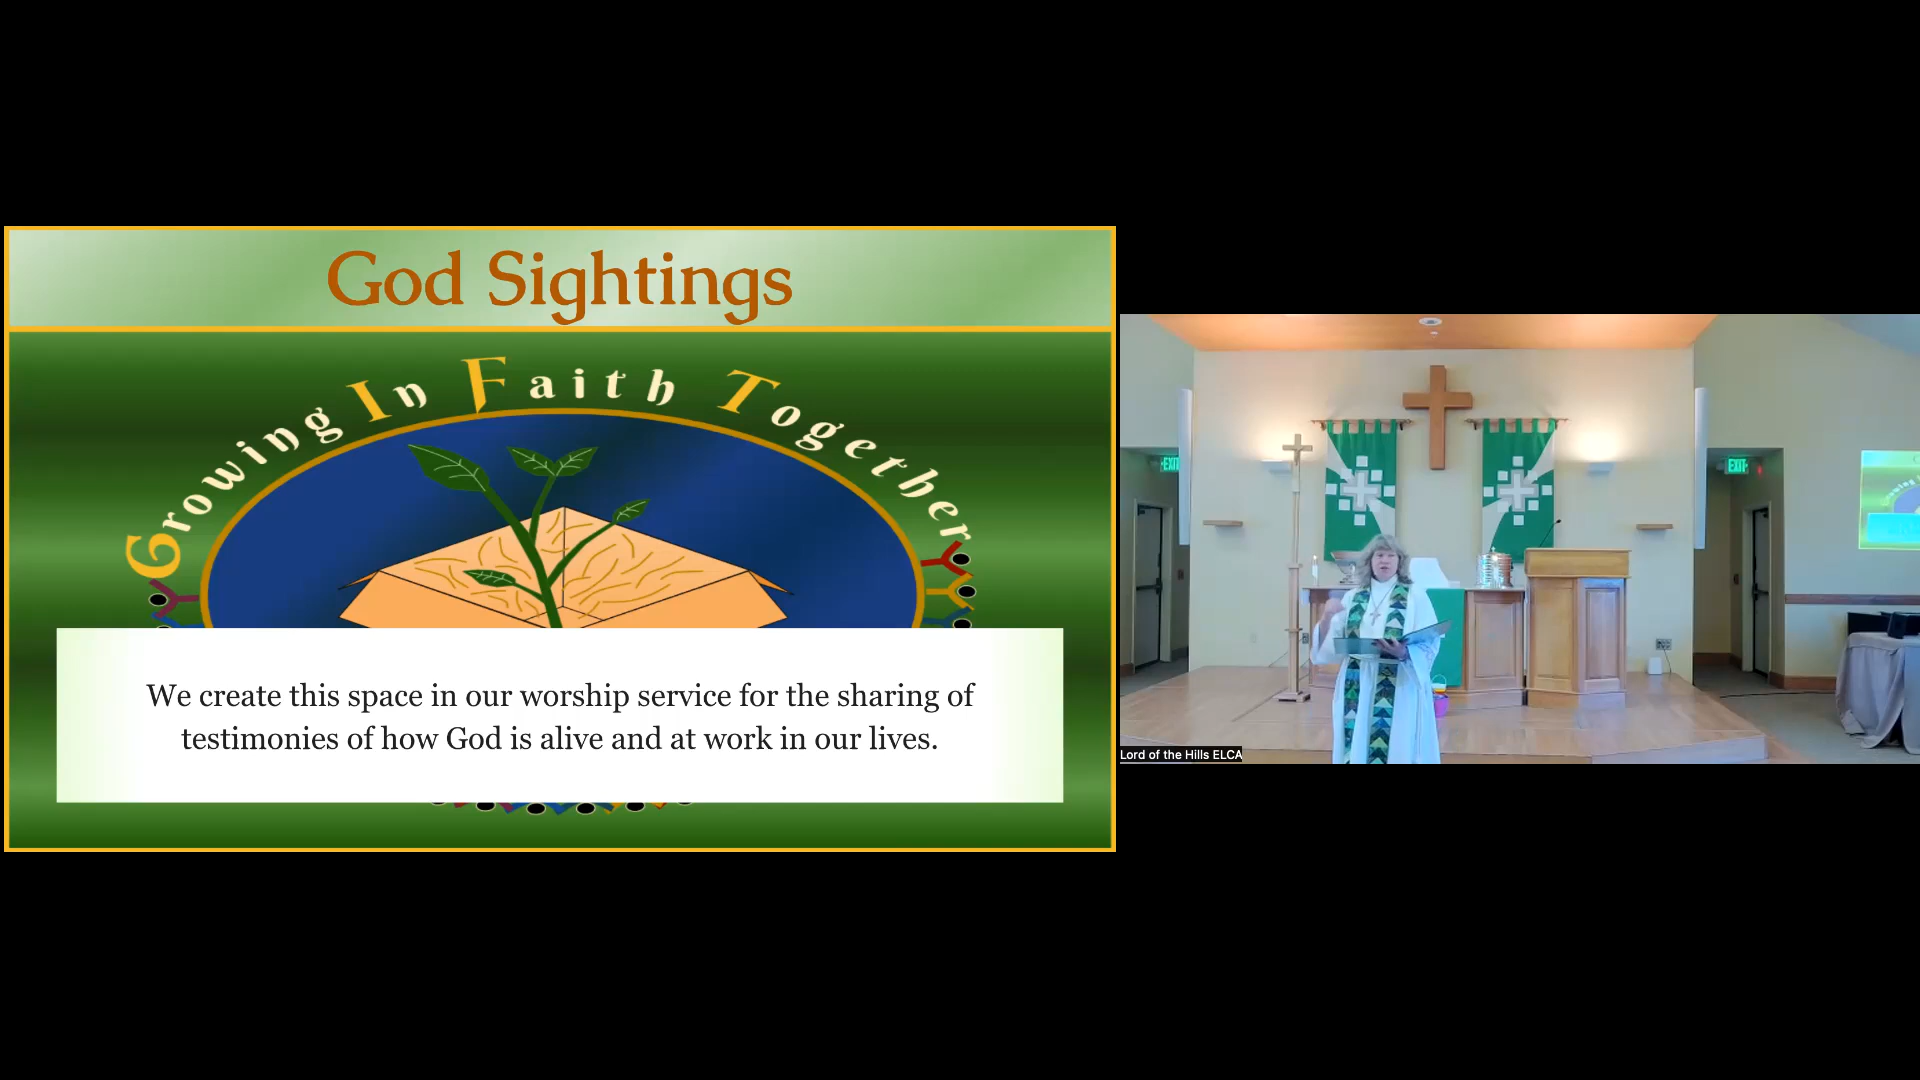 God Sightings
Growing In Faith Together
We create this space in our worship service for the sharing of
testimonies of how God is alive and at work in our lives.
EXIT
EXIT
Lord of the Hills ELCA